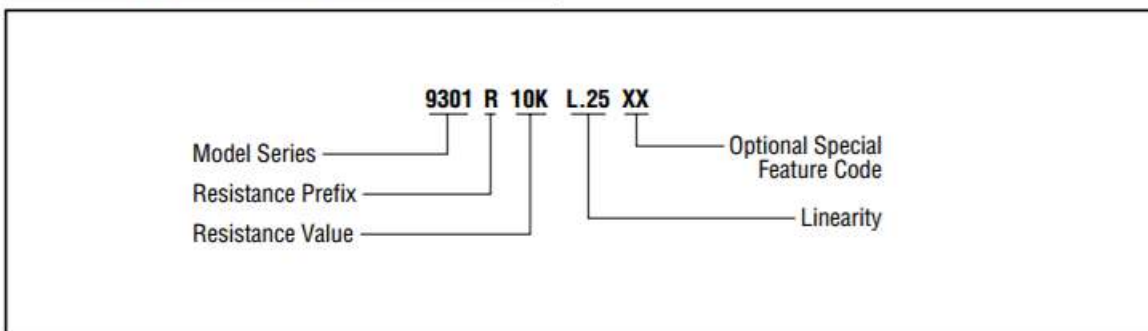 9301 R 10K L.25 XX
Model Series
Optional Special
Feature Code
Resistance Prefix
Linearity
Resistance Value